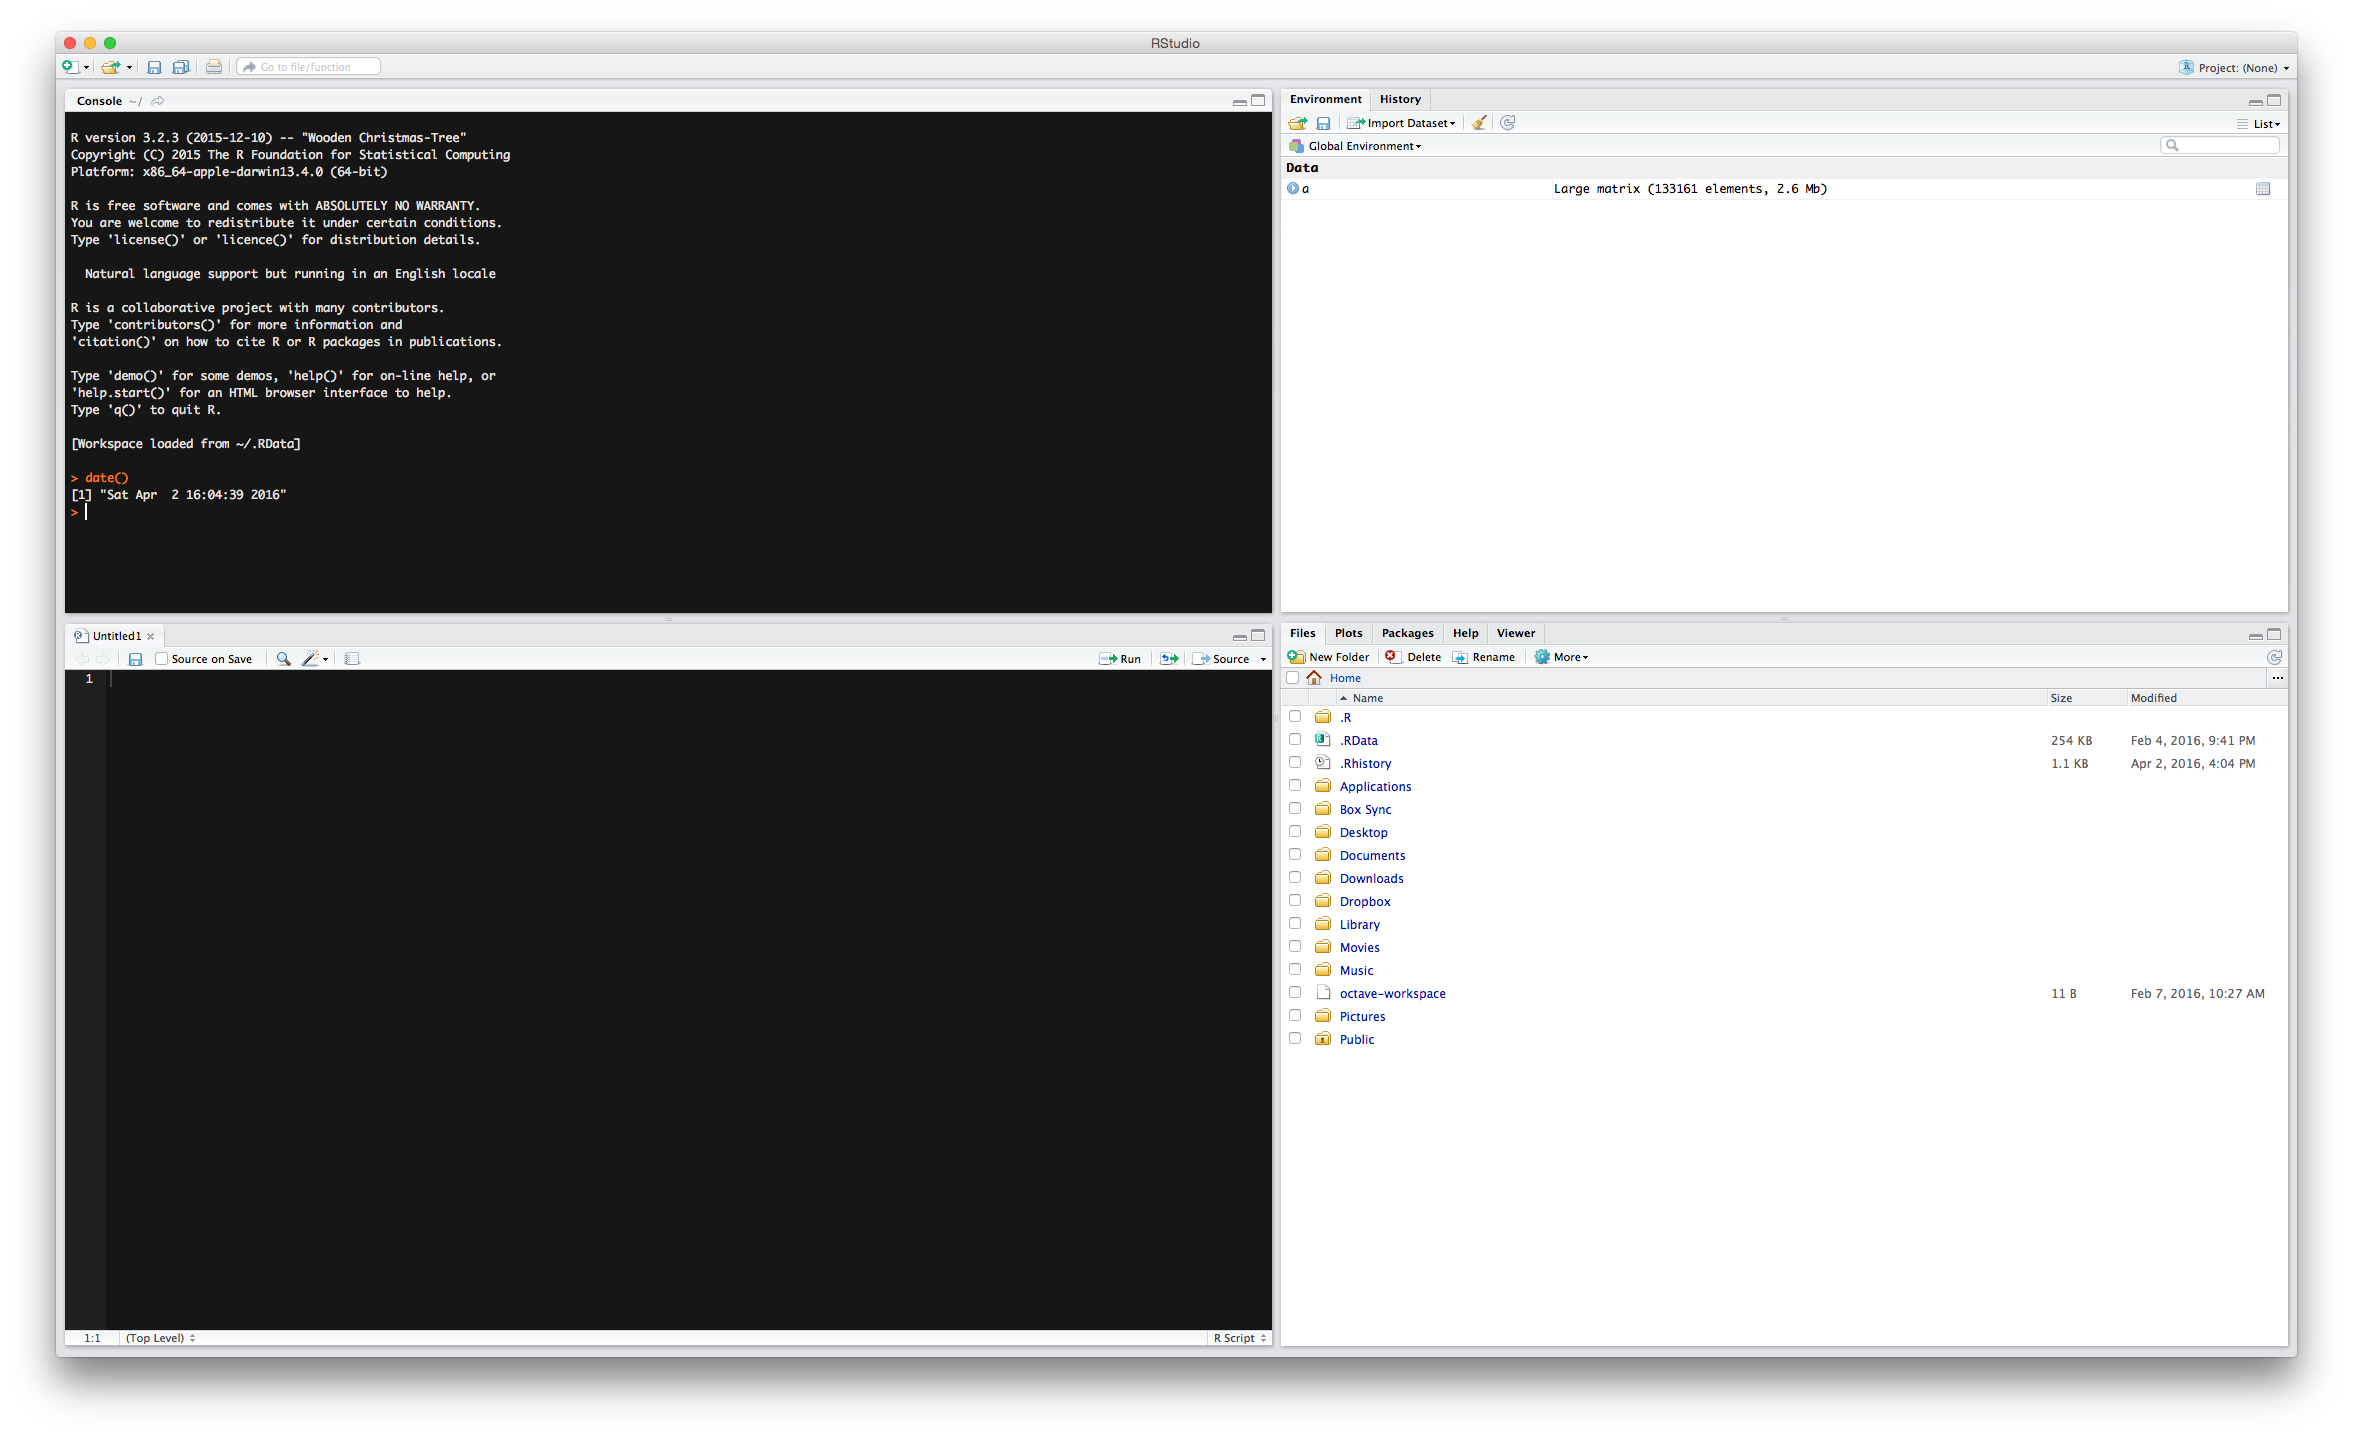 RStudio
Go to file/function
Project: (None)
Console ~/
R version 3.2.3 (2015-12-10) -- "Wooden Christmas-Tree"
Copyright (C) 2015 The R Foundation for Statistical Computing
Platform: x86_64-apple-darwin13.4.0 (64-bit)
R is free software and comes with ABSOLUTELY NO WARRANTY.
You are welcome to redistribute it under certain conditions.
Type 'license()' or 'licence()' for distribution details.
Natural language support but running in an English locale
R is a collaborative project with many contributors.
Type 'contributors()' for more information and
'citation()' on how to cite R or R packages in publications.
Type 'demo()' for some demos, 'help()' for on-line help, or
'help.start()' for an HTML browser interface to help.
Type 'q()' to quit R.
[Workspace loaded from ~/.RData]
> date()
[1] "Sat Apr  2 16:04:39 2016"
>
Environment History
Import Dataset
List
Global Environment
Data
a Large matrix (133161 elements, 2.6 Mb)
Untitled1
Source on Save Run Source
1
1:1 (Top Level) R Script
Files Plots Packages Help Viewer
New Folder Delete Rename More
Home ...
Name Size Modified
.R
.RData 254 KB Feb 4, 2016, 9:41 PM
.Rhistory 1.1 KB Apr 2, 2016, 4:04 PM
Applications
Box Sync
Desktop
Documents
Downloads
Dropbox
Library
Movies
Music
octave-workspace 11 B Feb 7, 2016, 10:27 AM
Pictures
Public